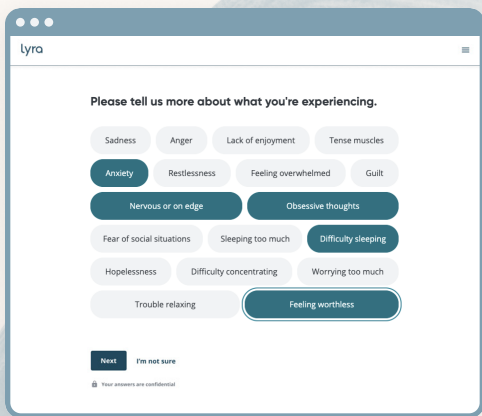 lyra
Please tell us more about what you're experiencing.
Sadness Anger Lack of enjoyment Tense muscles
Anxiety Restlessness Feeling overwhelmed Guilt
Nervous or on edge Obsessive thoughts
Fear of social situations Sleeping too much Difficulty sleeping
Hopelessness Difficulty concentrating Worrying too much
Trouble relaxing Feeling worthless
Next I'm not sure
Your answers are confidential